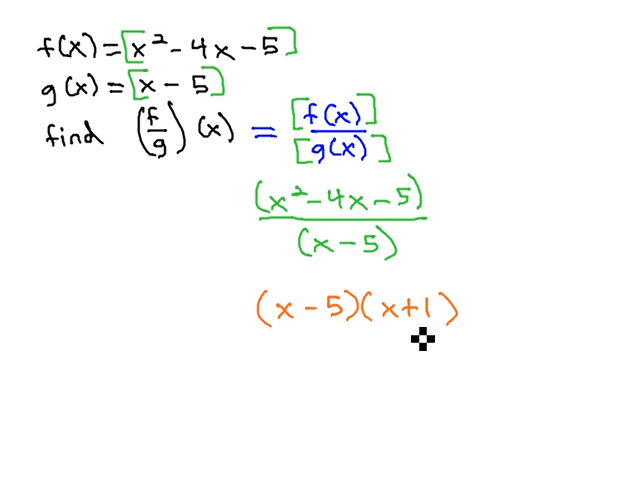 f(x) = [x² - 4x - 5]
g(x) = [x - 5]
find (f/g)(x) = [f(x)]/[g(x)]
(x² - 4x - 5)
(x - 5)
(x - 5)(x + 1)